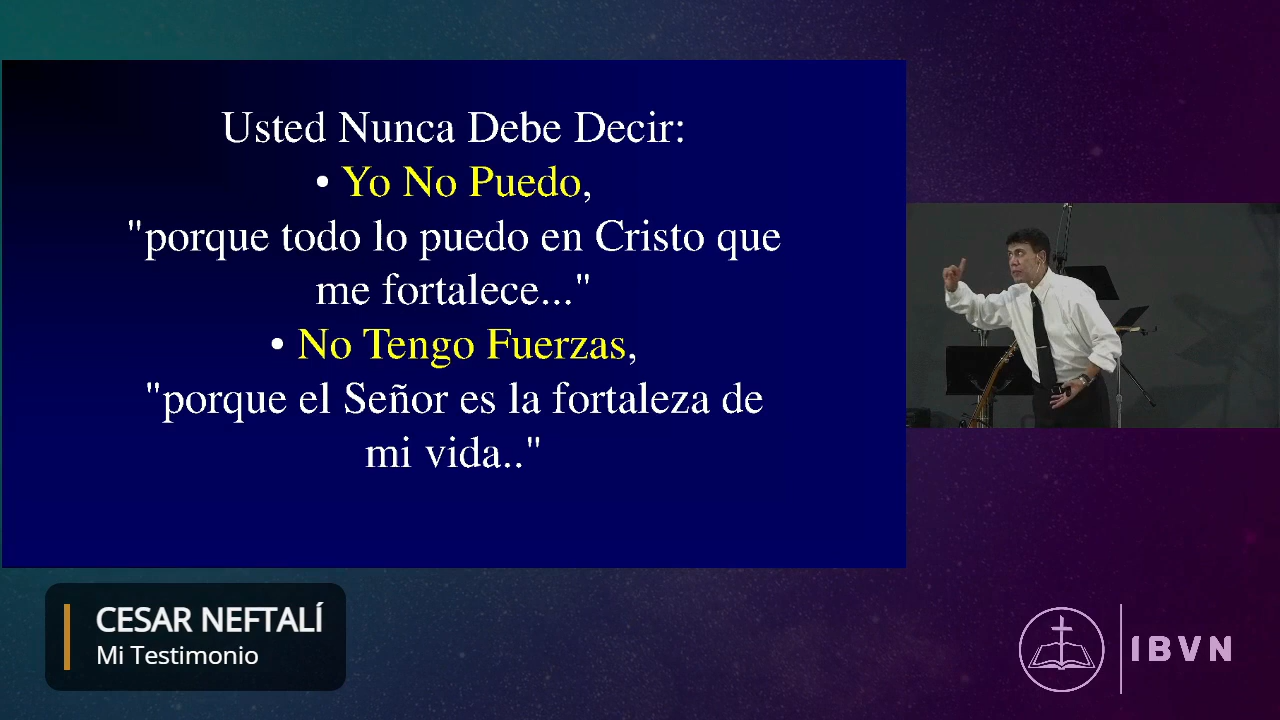 Usted Nunca Debe Decir:
• Yo No Puedo,
"porque todo lo puedo en Cristo que
me fortalece..."
• No Tengo Fuerzas,
"porque el Señor es la fortaleza de
mi vida.."
CESAR NEFTALÍ
Mi Testimonio
IBVN